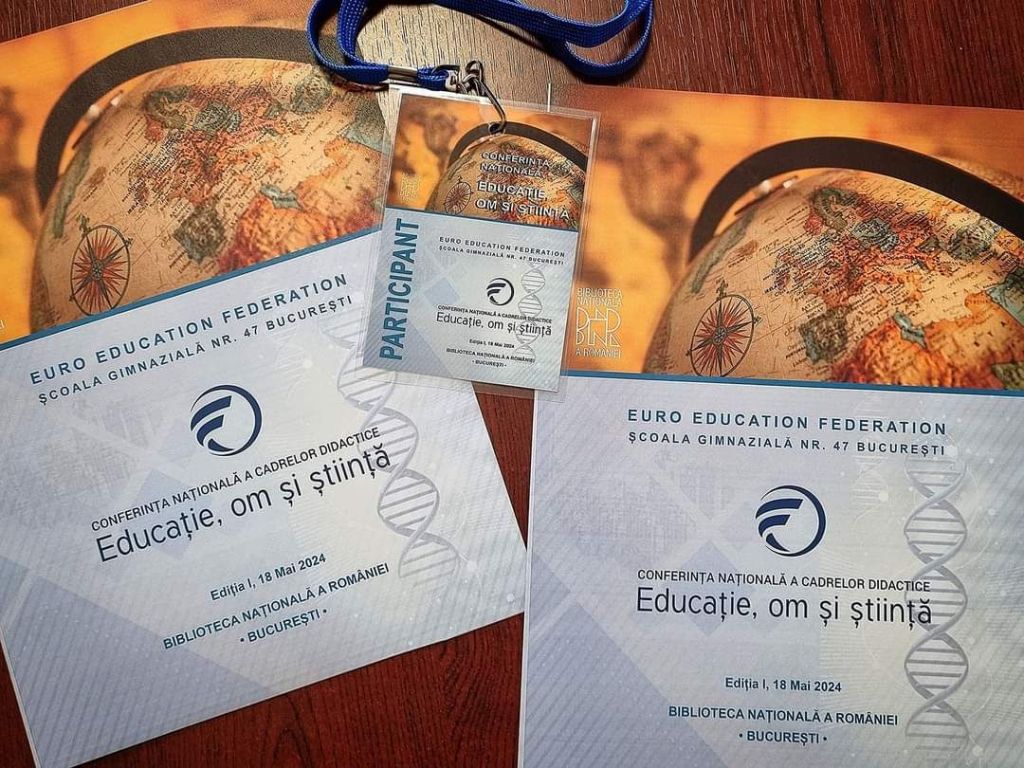 EURO EDUCATION FEDERATION
ȘCOALA GIMNAZIALĂ NR. 47 BUCUREȘTI
CONFERINȚA NAȚIONALĂ A CADRELOR DIDACTICE
Educație, om și știință
Ediția I, 18 Mai 2024
BIBLIOTECA NAȚIONALĂ A ROMÂNIEI
• BUCUREȘTI •
CONFERINȚA
NAȚIONALĂ
EDUCAȚIE,
OM ȘI ȘTIINȚĂ
PARTICIPANT
EURO EDUCATION FEDERATION
ȘCOALA GIMNAZIALĂ NR. 47 BUCUREȘTI
CONFERINȚA NAȚIONALĂ A CADRELOR DIDACTICE
Educație, om și știință
Ediția I, 18 Mai 2024
BIBLIOTECA NAȚIONALĂ A ROMÂNIEI
• BUCUREȘTI •
BIBLIOTECA
NAȚIONALĂ
A ROMÂNIEI
EURO EDUCATION FEDERATION
ȘCOALA GIMNAZIALĂ NR. 47 BUCUREȘTI
CONFERINȚA NAȚIONALĂ A CADRELOR DIDACTICE
Educație, om și știință
Ediția I, 18 Mai 2024
BIBLIOTECA NAȚIONALĂ A ROMÂNIEI
• BUCUREȘTI •